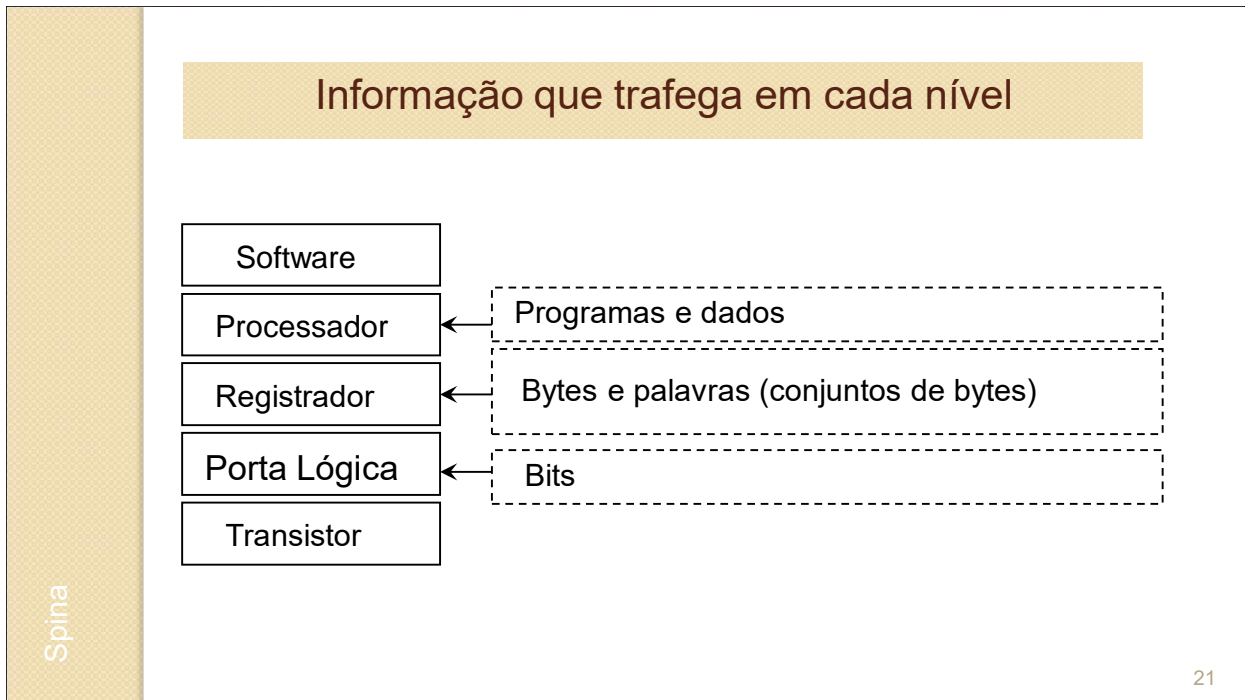 Informação que trafega em cada nível
Software
Processador
Programas e dados
Registrador
Bytes e palavras (conjuntos de bytes)
Porta Lógica
Bits
Transistor
Spina
21